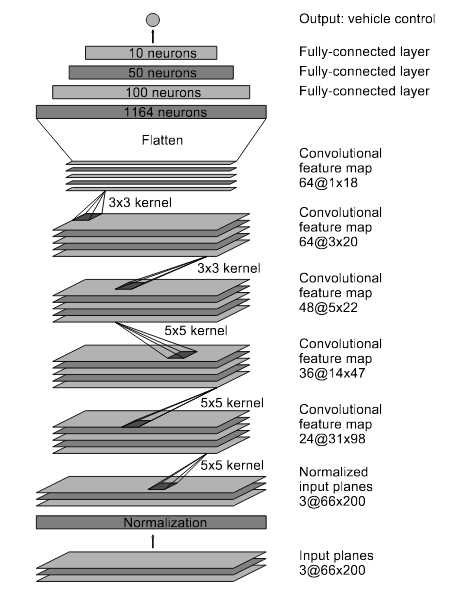 Output: vehicle control
10 neurons
Fully-connected layer
50 neurons
Fully-connected layer
100 neurons
Fully-connected layer
1164 neurons
Flatten
Convolutional
feature map
64@1x18
3x3 kernel
Convolutional
feature map
64@3x20
3x3 kernel
Convolutional
feature map
48@5x22
5x5 kernel
Convolutional
feature map
36@14x47
5x5 kernel
Convolutional
feature map
24@31x98
5x5 kernel
Normalized
input planes
3@66x200
Normalization
Input planes
3@66x200